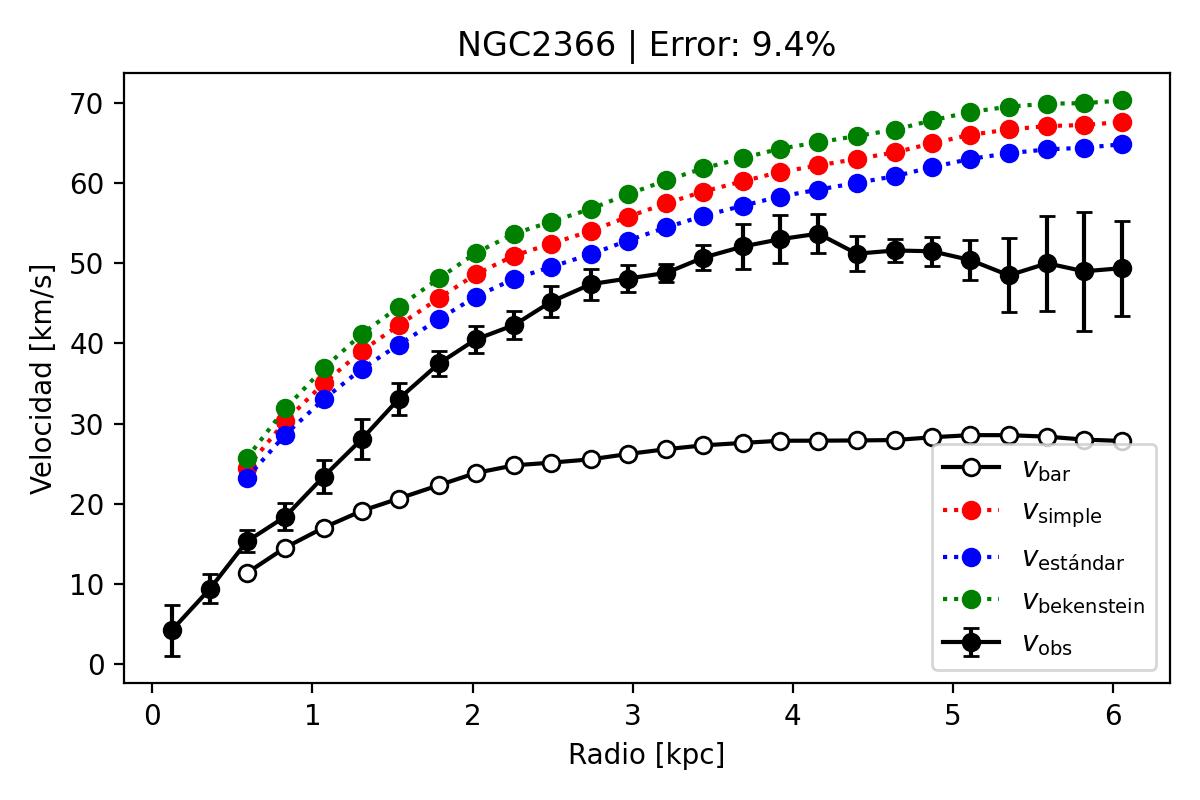 NGC2366 | Error: 9.4%
Velocidad [km/s]
70
60
50
40
30
20
10
0
v_bar
v_simple
v_estándar
v_bekenstein
v_obs
0 1 2 3 4 5 6
Radio [kpc]